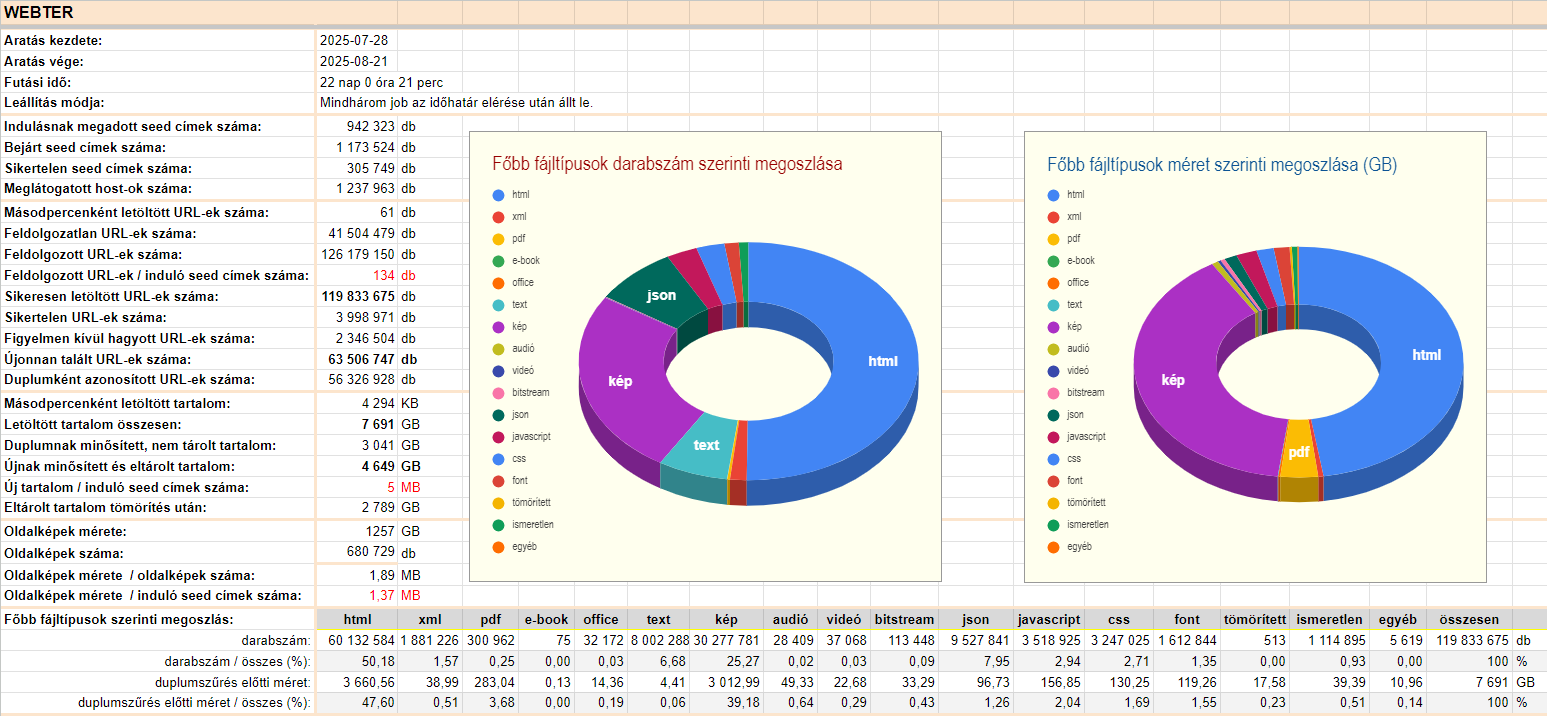 WEBTER
Aratás kezdete: 2025-07-28
Aratás vége: 2025-08-21
Futási idő: 22 nap 0 óra 21 perc
Leállítás módja: Mindhárom job az időhatár elérése után állt le.
Indulásnak megadott seed címek száma: 942 323 db
Bejárt seed címek száma: 1 173 524 db
Sikertelen seed címek száma: 305 749 db
Meglátogatott host-ok száma: 1 237 963 db
Másodpercenként letöltött URL-ek száma: 61 db
Feldolgozatlan URL-ek száma: 41 504 479 db
Feldolgozott URL-ek száma: 126 179 150 db
Feldolgozott URL-ek / induló seed címek száma: 134 db
Sikeresen letöltött URL-ek száma: 119 833 675 db
Sikertelen URL-ek száma: 3 998 971 db
Figyelmen kívül hagyott URL-ek száma: 2 346 504 db
Újonnan talált URL-ek száma: 63 506 747 db
Duplumként azonosított URL-ek száma: 56 326 928 db
Másodpercenként letöltött tartalom: 4 294 KB
Letöltött tartalom összesen: 7 691 GB
Duplumnak minősített, nem tárolt tartalom: 3 041 GB
Újnak minősített és eltárolt tartalom: 4 649 GB
Új tartalom / induló seed címek száma: 5 MB
Eltárolt tartalom tömörítés után: 2 789 GB
Oldalképek mérete: 1257 GB
Oldalképek száma: 680 729 db
Oldalképek mérete / oldalképek száma: 1,89 MB
Oldalképek mérete / induló seed címek száma: 1,37 MB
Főbb fájltípusok darabszám szerinti megoszlása
html
xml
pdf
e-book
office
text
kép
audió
videó
bitstream
json
javascript
css
font
tömörített
ismeretlen
egyéb
json
html
kép
text
Főbb fájltípusok méret szerinti megoszlása (GB)
html
xml
pdf
e-book
office
text
kép
audió
videó
bitstream
json
javascript
css
font
tömörített
ismeretlen
egyéb
html
kép
pdf
Főbb fájltípusok szerinti megoszlás: html xml pdf e-book office text kép audió videó bitstream json javascript css font tömörített ismeretlen egyéb összesen
darabszám: 60 132 584 1 881 226 300 962 75 32 172 8 002 288 30 277 781 28 409 37 068 113 448 9 527 841 3 518 925 3 247 025 1 612 844 513 1 114 895 5 619 119 833 675 db
darabszám / összes (%): 50,18 1,57 0,25 0,00 0,03 6,68 25,27 0,02 0,03 0,09 7,95 2,94 2,71 1,35 0,00 0,93 0,00 100 %
duplumszűrés előtti méret: 3 660,56 38,99 283,04 0,13 14,36 4,41 3 012,99 49,33 22,68 33,29 96,73 156,85 130,25 119,26 17,58 39,39 10,96 7 691 GB
duplumszűrés előtti méret / összes (%): 47,60 0,51 3,68 0,00 0,19 0,06 39,18 0,64 0,29 0,43 1,26 2,04 1,69 1,55 0,23 0,51 0,14 100 %